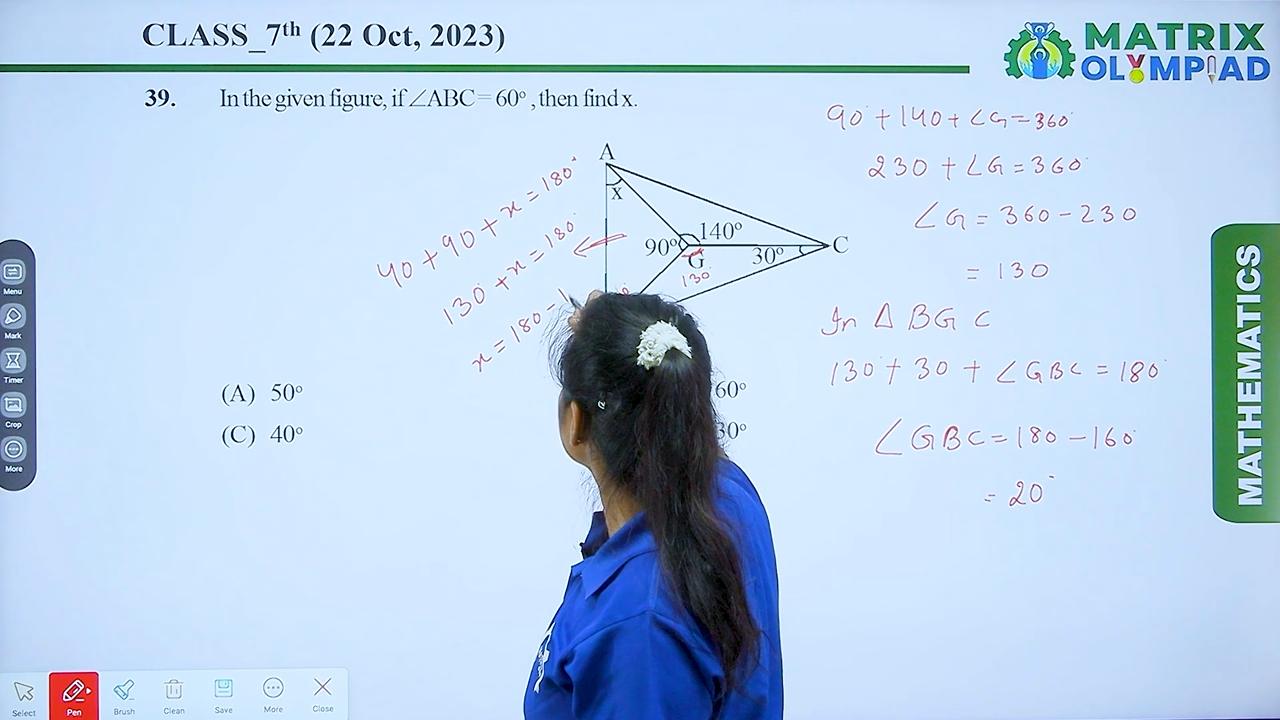 CLASS_7th (22 Oct, 2023)
MATRIX
OLYMPIAD
39. In the given figure, if ∠ABC = 60°, then find x.
A
x
140°
90°
G
30°
C
130°
40 + 90 + x = 180°
130° + x = 180°
x = 180 -
90° + 140 + ∠G = 360°
230 + ∠G = 360°
∠G = 360 - 230
= 130
In △ BGC
130° + 30 + ∠GBC = 180°
∠GBC = 180 - 160°
= 20°
(A) 50°
60°
(C) 40°
30°
MATHEMATICS
Menu
Mark
Timer
Crop
More
Select
Pen
Brush
Clean
Save
More
Close